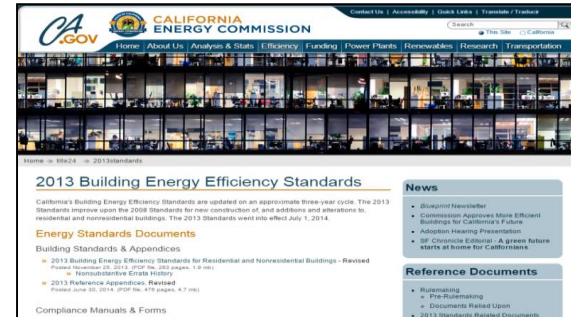 Contact Us | Accessibility | Quick Links | Translate / Traducir
CA
.GOV
CALIFORNIA
ENERGY COMMISSION
Search
This Site California
Home About Us Analysis & Stats Efficiency Funding Power Plants Renewables Research Transportation
Home » title24 » 2013standards
2013 Building Energy Efficiency Standards
California's Building Energy Efficiency Standards are updated on an approximate three-year cycle. The 2013
Standards improve upon the 2008 Standards for new construction of, and additions and alterations to,
residential and nonresidential buildings. The 2013 Standards went into effect July 1, 2014.
Energy Standards Documents
Building Standards & Appendices
» 2013 Building Energy Efficiency Standards for Residential and Nonresidential Buildings - Revised
Posted November 25, 2013. (PDF file, 263 pages, 1.9 mb)
» Nonsubstantive Errata History
» 2013 Reference Appendices. Revised
Posted June 30, 2014. (PDF file, 476 pages, 4.7 mb)
Compliance Manuals & Forms
News
• Blueprint Newsletter
• Commission Approves More Efficient
Buildings for California's Future
• Adoption Hearing Presentation
• SF Chronicle Editorial - A green future
starts at home for Californians
Reference Documents
• Rulemaking
» Pre-Rulemaking
» Documents Relied Upon
• 2013 Standards Related Documents